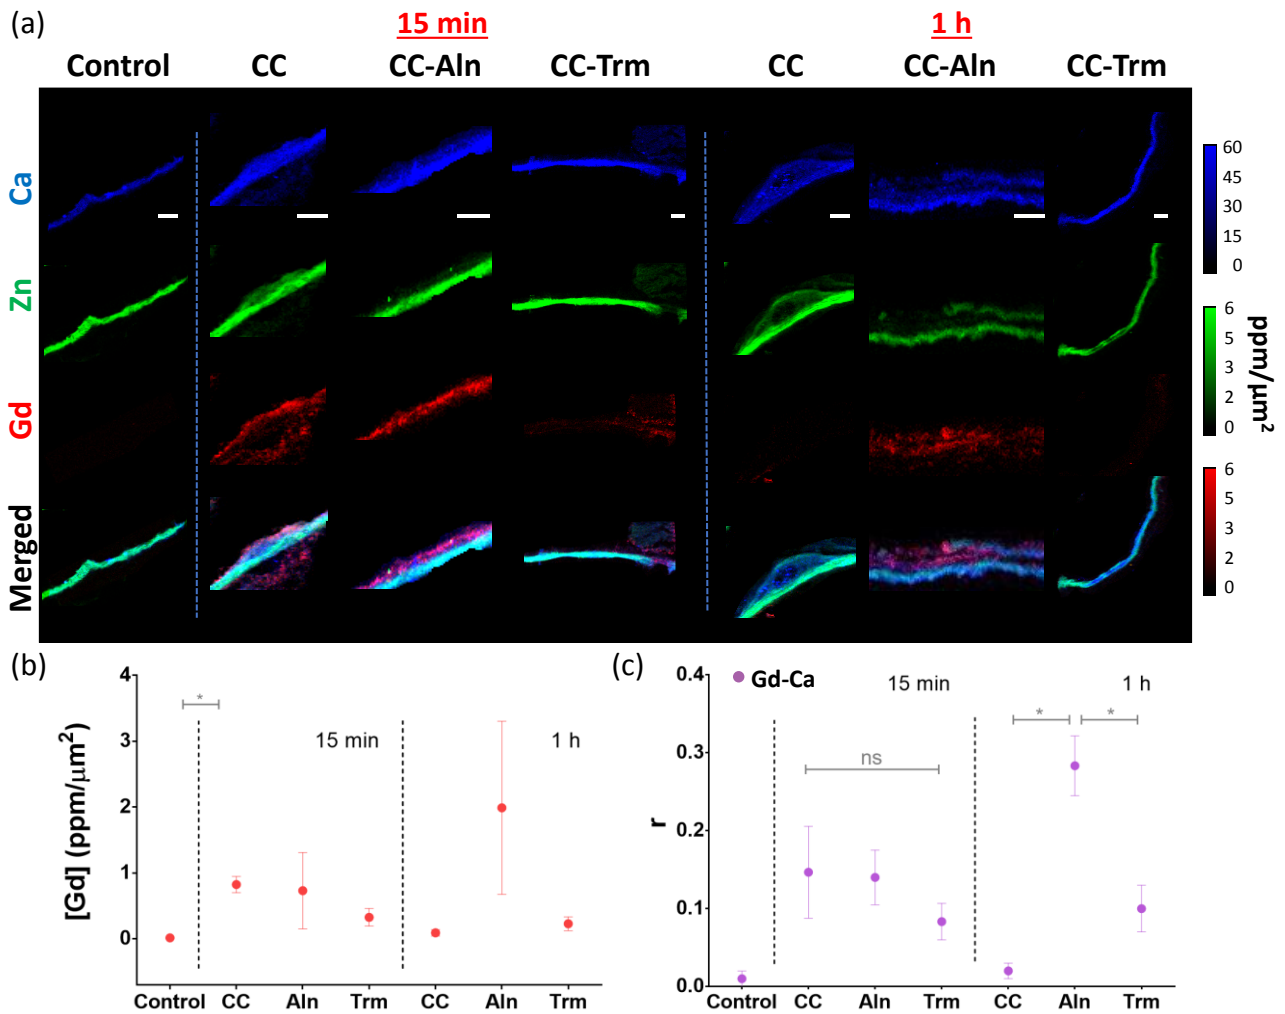 (a)
15 min
1 h
Control CC CC-Aln CC-Trm CC CC-Aln CC-Trm
Ca
60
45
30
15
0
Zn
6
5
3
2
0
ppm/µm²
Gd
6
5
3
2
0
Merged
(b)
4
3
2
1
0
[Gd] (ppm/µm²)
*
15 min
1 h
Control CC Aln Trm CC Aln Trm
(c)
0.4
0.3
0.2
0.1
0.0
r
Gd-Ca
15 min
1 h
ns
* *
Control CC Aln Trm CC Aln Trm